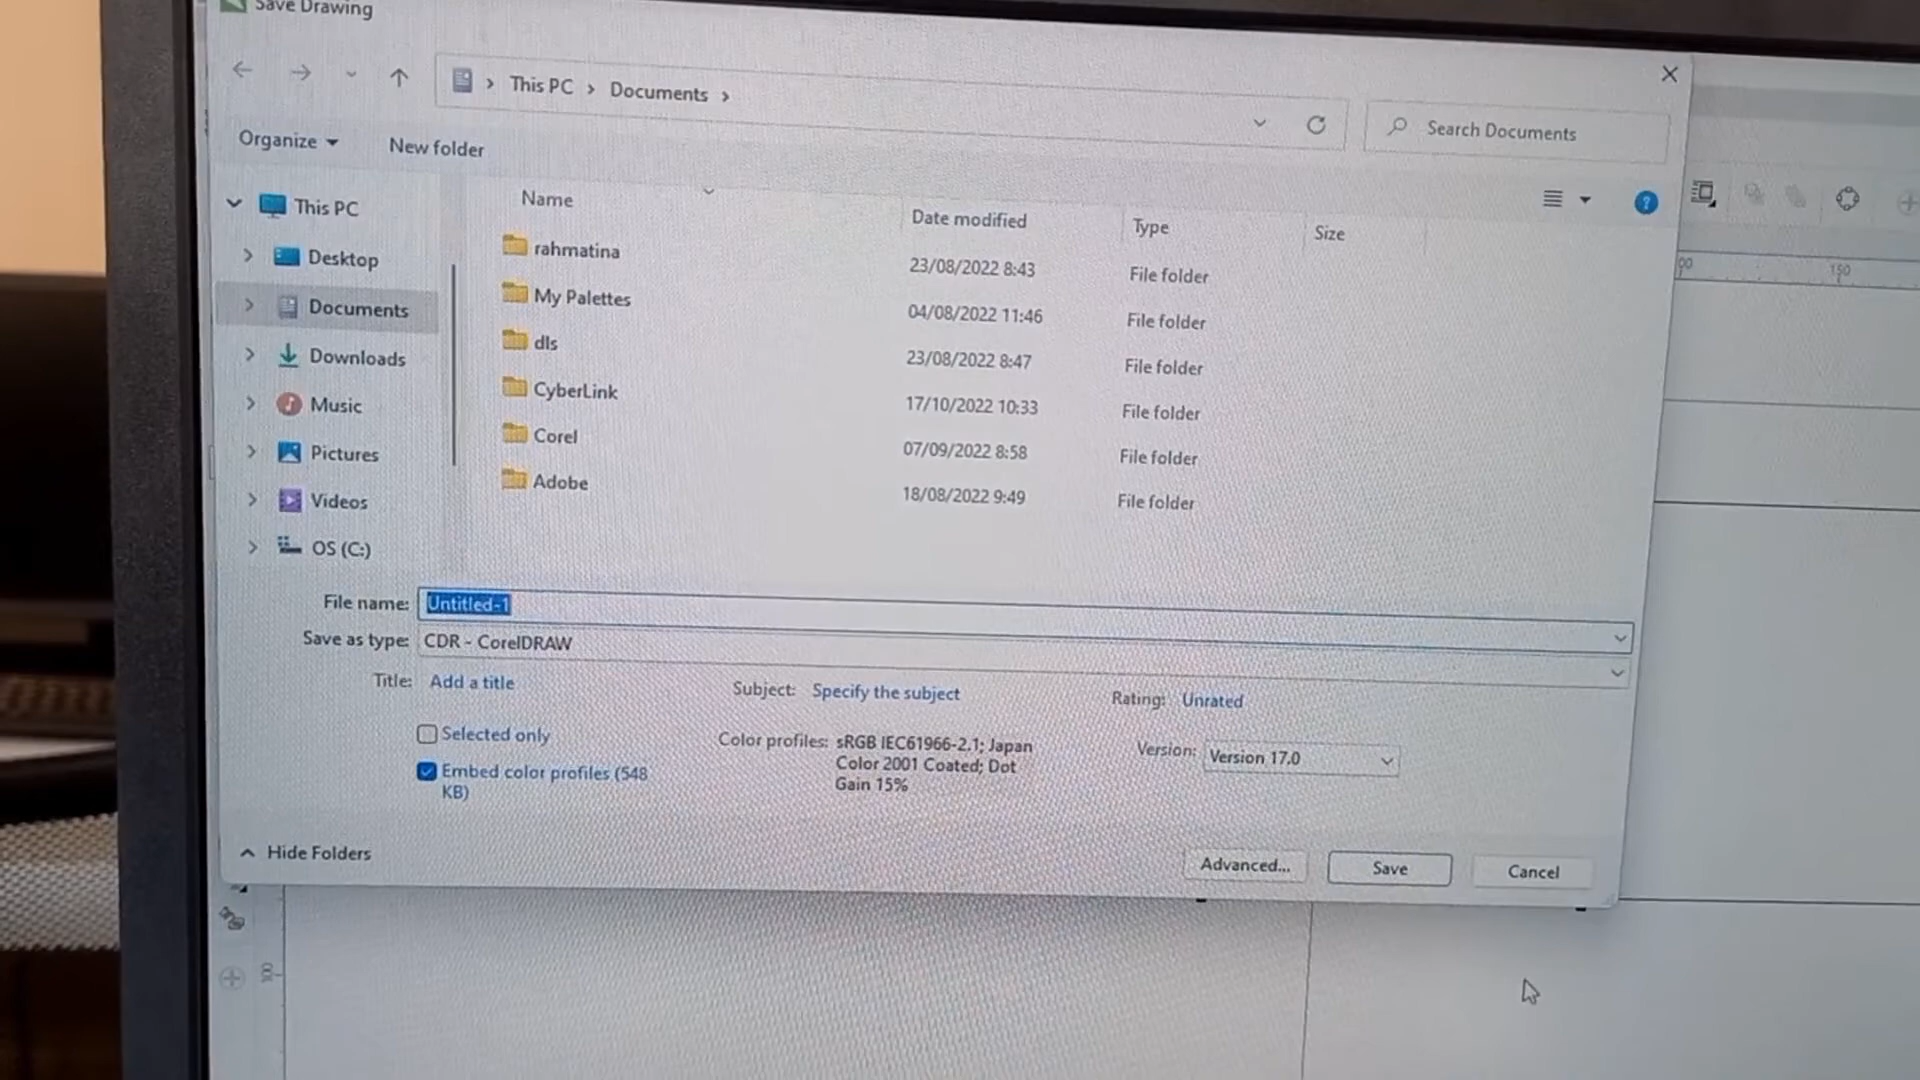 Save Drawing
This PC > Documents >
Search Documents
Organize
New folder
Name Date modified Type Size
This PC
Desktop
Documents
Downloads
Music
Pictures
Videos
OS (C:)
rahmatina 23/08/2022 8:43 File folder
My Palettes 04/08/2022 11:46 File folder
dls 23/08/2022 8:47 File folder
CyberLink 17/10/2022 10:33 File folder
Corel 07/09/2022 8:58 File folder
Adobe 18/08/2022 9:49 File folder
150
File name: Untitled-1
Save as type: CDR - CorelDRAW
Title: Add a title Subject: Specify the subject Rating: Unrated
Selected only
Embed color profiles (548
KB)
Color profiles: sRGB IEC61966-2.1; Japan
Color 2001 Coated; Dot
Gain 15%
Version: Version 17.0
Hide Folders
Advanced... Save Cancel